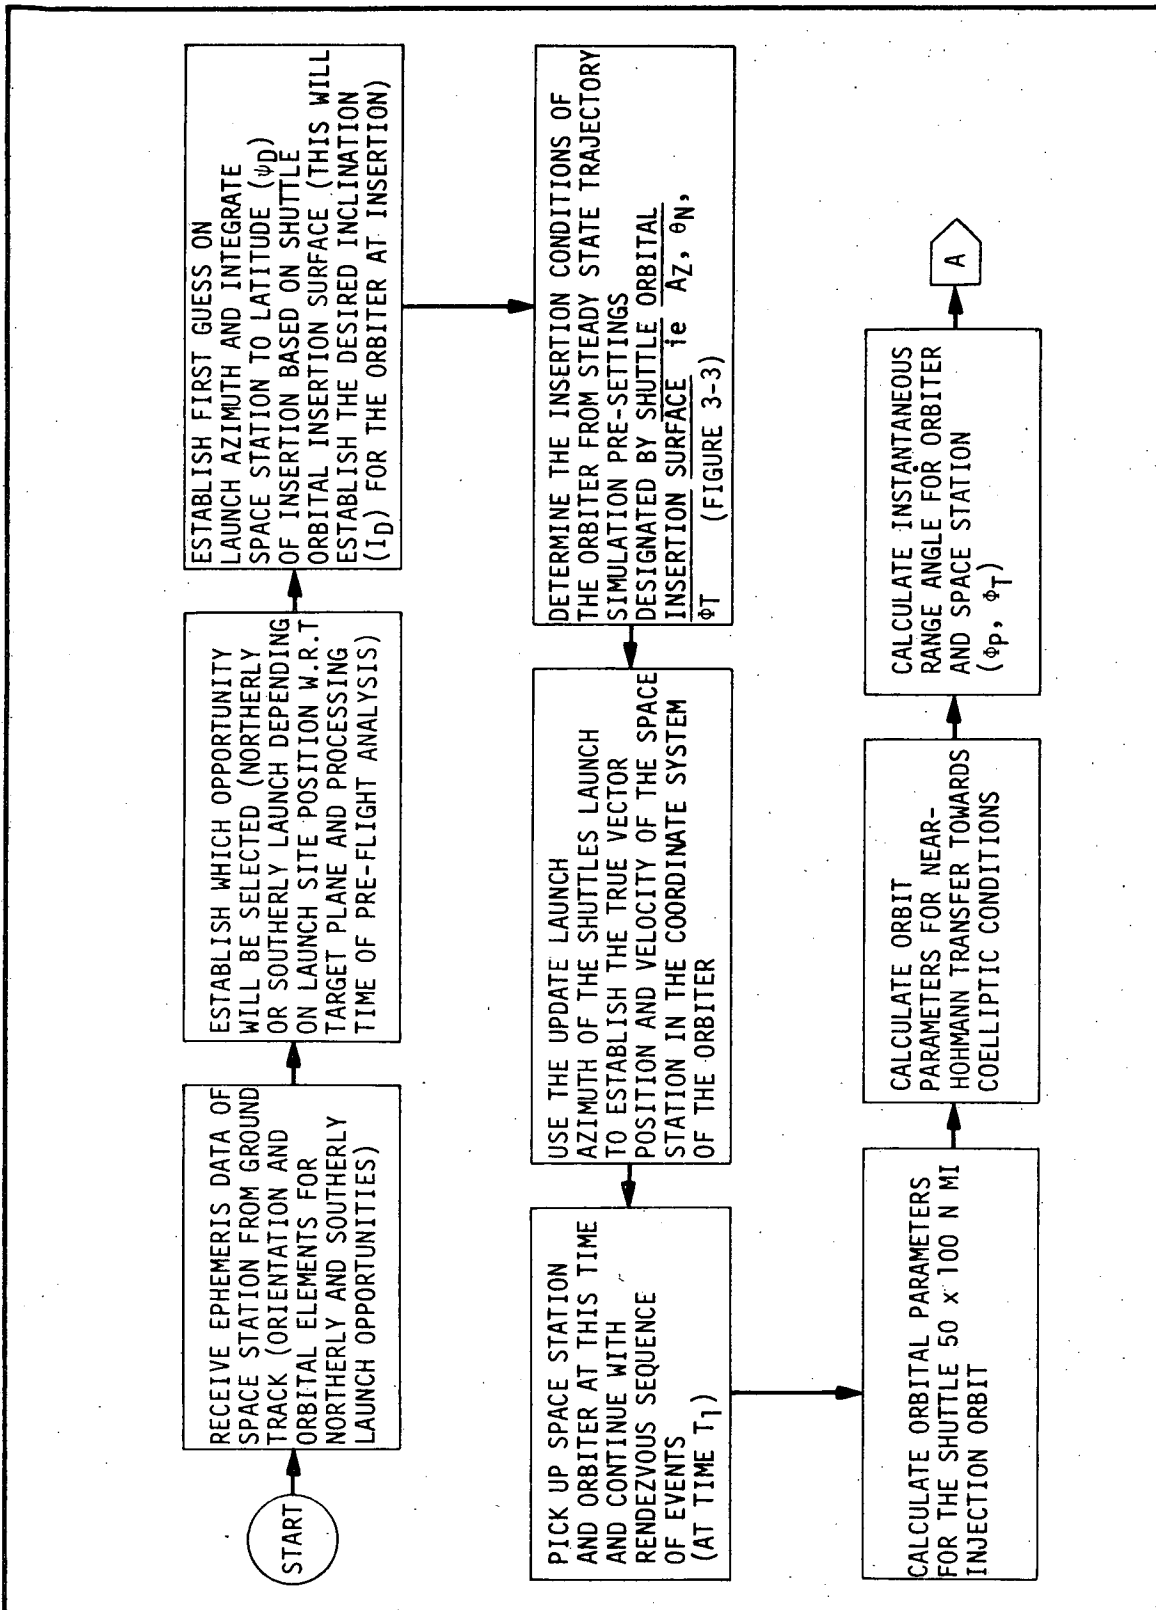 START
RECEIVE EPHEMERIS DATA OF
SPACE STATION FROM GROUND
TRACK (ORIENTATION AND
ORBITAL ELEMENTS FOR
NORTHERLY AND SOUTHERLY
LAUNCH OPPORTUNITIES)
ESTABLISH WHICH OPPORTUNITY
WILL BE SELECTED (NORTHERLY
OR SOUTHERLY LAUNCH DEPENDING
ON LAUNCH SITE POSITION W.R.T
TARGET PLANE AND PROCESSING
TIME OF PRE-FLIGHT ANALYSIS)
ESTABLISH FIRST GUESS ON
LAUNCH AZIMUTH AND INTEGRATE
SPACE STATION TO LATITUDE (ψD)
OF INSERTION BASED ON SHUTTLE
ORBITAL INSERTION SURFACE (THIS WILL
ESTABLISH THE DESIRED INCLINATION
(ID) FOR THE ORBITER AT INSERTION)
DETERMINE THE INSERTION CONDITIONS OF
THE ORBITER FROM STEADY STATE TRAJECTORY
SIMULATION PRE-SETTINGS
DESIGNATED BY SHUTTLE ORBITAL
INSERTION SURFACE ie AZ, θN,
ΦT (FIGURE 3-3)
USE THE UPDATE LAUNCH
AZIMUTH OF THE SHUTTLES LAUNCH
TO ESTABLISH THE TRUE VECTOR
POSITION AND VELOCITY OF THE SPACE
STATION IN THE COORDINATE SYSTEM
OF THE ORBITER
PICK UP SPACE STATION
AND ORBITER AT THIS TIME
AND CONTINUE WITH
RENDEZVOUS SEQUENCE
OF EVENTS
(AT TIME T1)
CALCULATE ORBITAL PARAMETERS
FOR THE SHUTTLE 50 x 100 N MI
INJECTION ORBIT
CALCULATE ORBIT
PARAMETERS FOR NEAR-
HOHMANN TRANSFER TOWARDS
COELLIPTIC CONDITIONS
CALCULATE INSTANTANEOUS
RANGE ANGLE FOR ORBITER
AND SPACE STATION
(ΦP, ΦT)
A